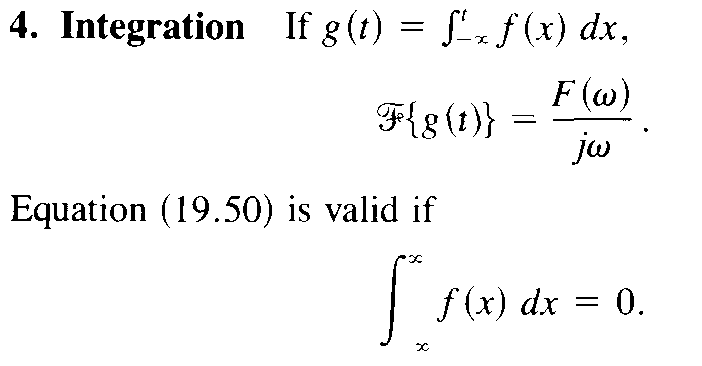 4. Integration If g(t) = ∫₋∞ᵗ f(x) dx,
ℱ{g(t)} = F(ω)/jω .
Equation (19.50) is valid if
∫∞^∞ f(x) dx = 0.